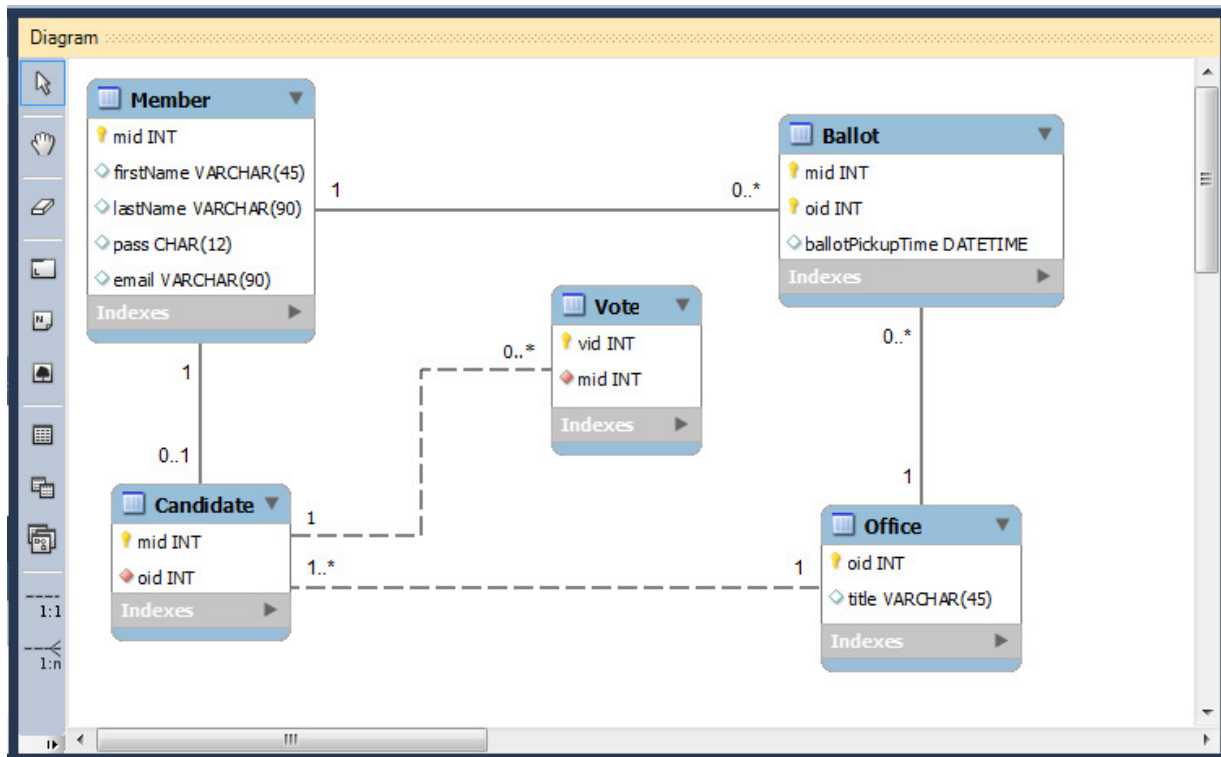 Diagram
Member
mid INT
firstName VARCHAR(45)
lastName VARCHAR(90)
pass CHAR(12)
email VARCHAR(90)
Indexes
1
0..*
Ballot
mid INT
oid INT
ballotPickupTime DATETIME
Indexes
Vote
vid INT
mid INT
Indexes
0..*
0..*
1
0..1
1
Candidate
mid INT
oid INT
Indexes
1
1..*
1
Office
oid INT
title VARCHAR(45)
Indexes
1:1
1:n